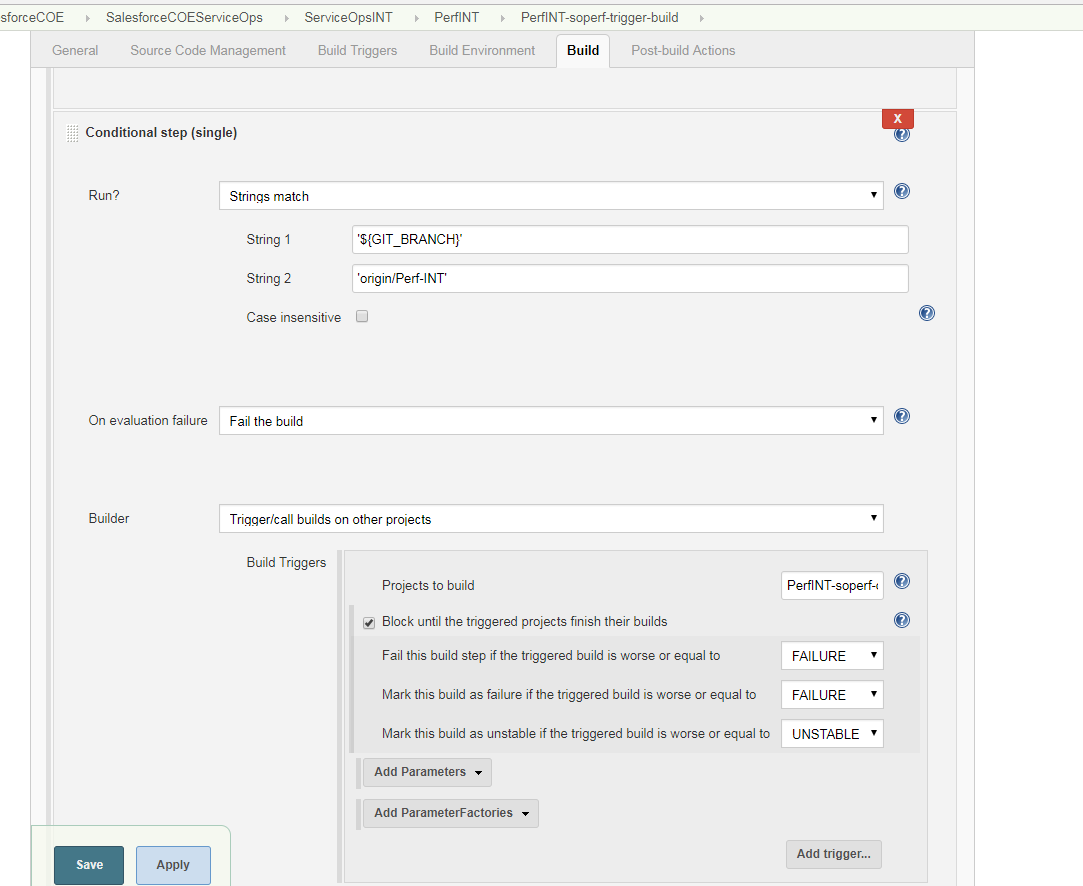 sforceCOE SalesforceCOEServiceOps ServiceOpsINT PerfINT PerfINT-soperf-trigger-build
General Source Code Management Build Triggers Build Environment Build Post-build Actions
X
Conditional step (single)
?
Run? Strings match ?
String 1 '${GIT_BRANCH}'
String 2 'origin/Perf-INT'
Case insensitive ?
On evaluation failure Fail the build ?
Builder Trigger/call builds on other projects
Build Triggers
Projects to build PerfINT-soperf- ?
Block until the triggered projects finish their builds ?
Fail this build step if the triggered build is worse or equal to FAILURE
Mark this build as failure if the triggered build is worse or equal to FAILURE
Mark this build as unstable if the triggered build is worse or equal to UNSTABLE
Add Parameters
Add ParameterFactories
Add trigger...
Save Apply